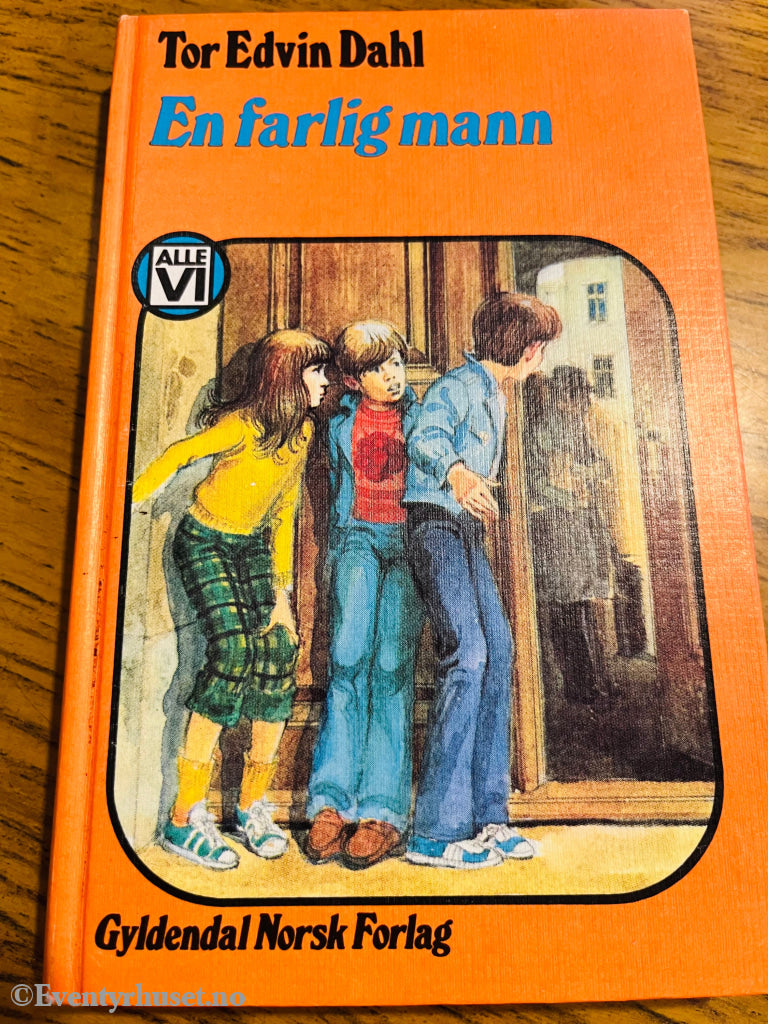 Tor Edvin Dahl
En farlig mann
ALLE
VI
Gyldendal Norsk Forlag
©Eventyrhuset.no